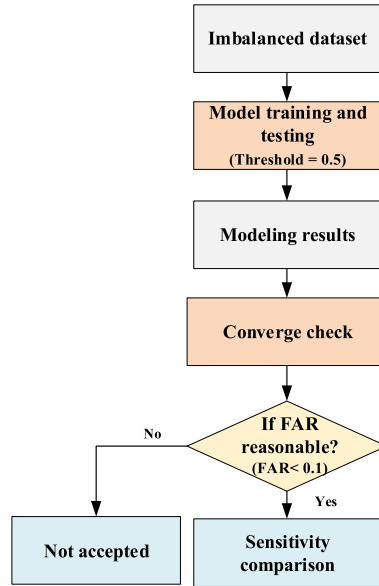 Imbalanced dataset
Model training and
testing
(Threshold = 0.5)
Modeling results
Converge check
If FAR
reasonable?
(FAR< 0.1)
No
Yes
Not accepted
Sensitivity
comparison